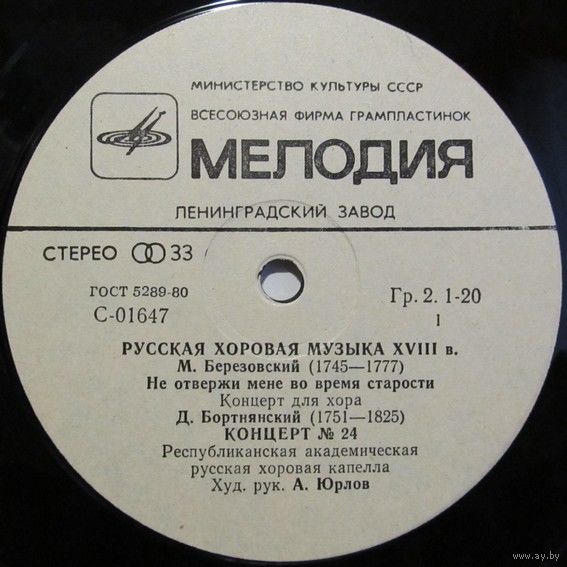 МИНИСТЕРСТВО КУЛЬТУРЫ СССР
ВСЕСОЮЗНАЯ ФИРМА ГРАМПЛАСТИНОК
МЕЛОДИЯ
ЛЕНИНГРАДСКИЙ ЗАВОД
СТЕРЕО 33
ГОСТ 5289-80
Гр. 2. 1-20
С-01647
1
РУССКАЯ ХОРОВАЯ МУЗЫКА XVIII в.
М. Березовский (1745—1777)
Не отвержи мене во время старости
Концерт для хора
Д. Бортнянский (1751—1825)
КОНЦЕРТ № 24
Республиканская академическая
русская хоровая капелла
Худ. рук. А. Юрлов
www.ay.by